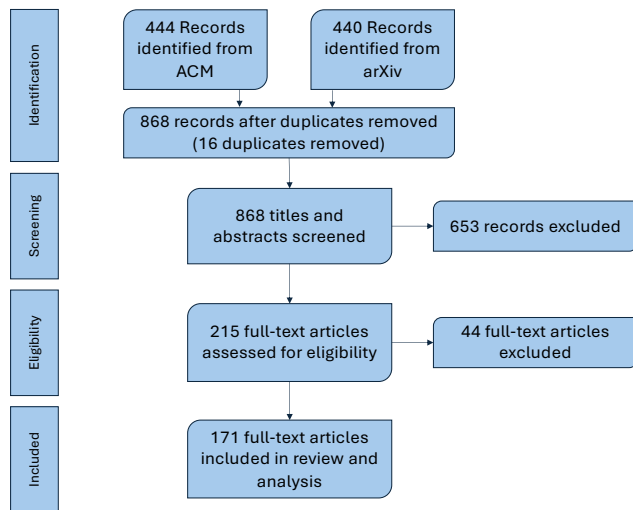 Identification
444 Records
identified from
ACM
440 Records
identified from
arXiv
868 records after duplicates removed
(16 duplicates removed)
Screening
868 titles and
abstracts screened
653 records excluded
Eligibility
215 full-text articles
assessed for eligibility
44 full-text articles
excluded
Included
171 full-text articles
included in review and
analysis